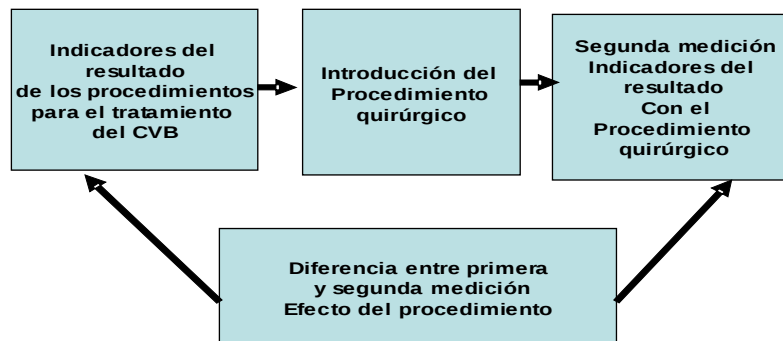 Indicadores del
resultado
de los procedimientos
para el tratamiento
del CVB
Introducción del
Procedimiento
quirúrgico
Segunda medición
Indicadores del
resultado
Con el
Procedimiento
quirúrgico
Diferencia entre primera
y segunda medición
Efecto del procedimiento